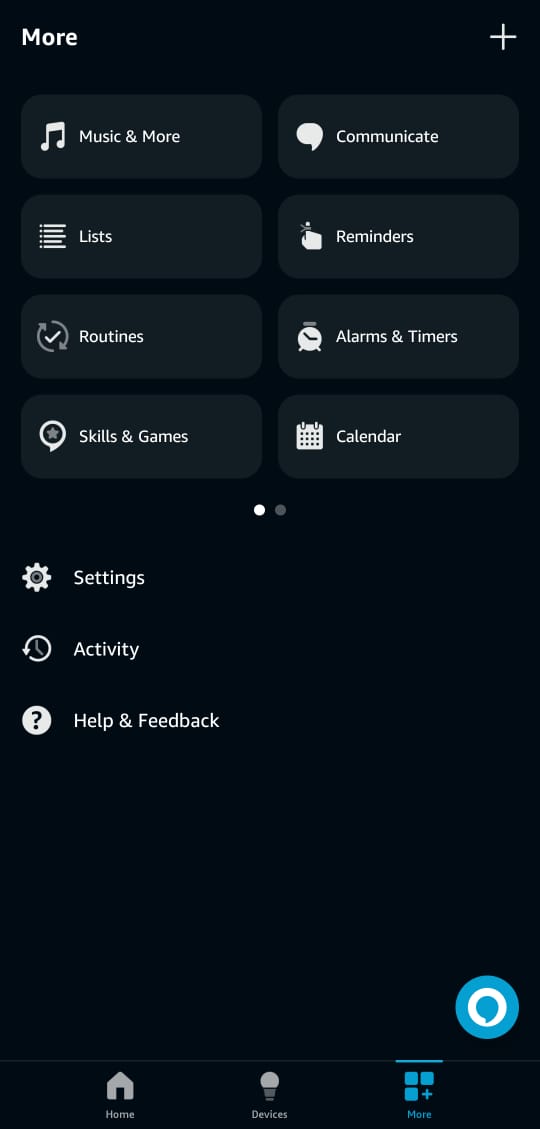 More
Music & More
Communicate
Lists
Reminders
Routines
Alarms & Timers
Skills & Games
Calendar
Settings
Activity
Help & Feedback
Home
Devices
More